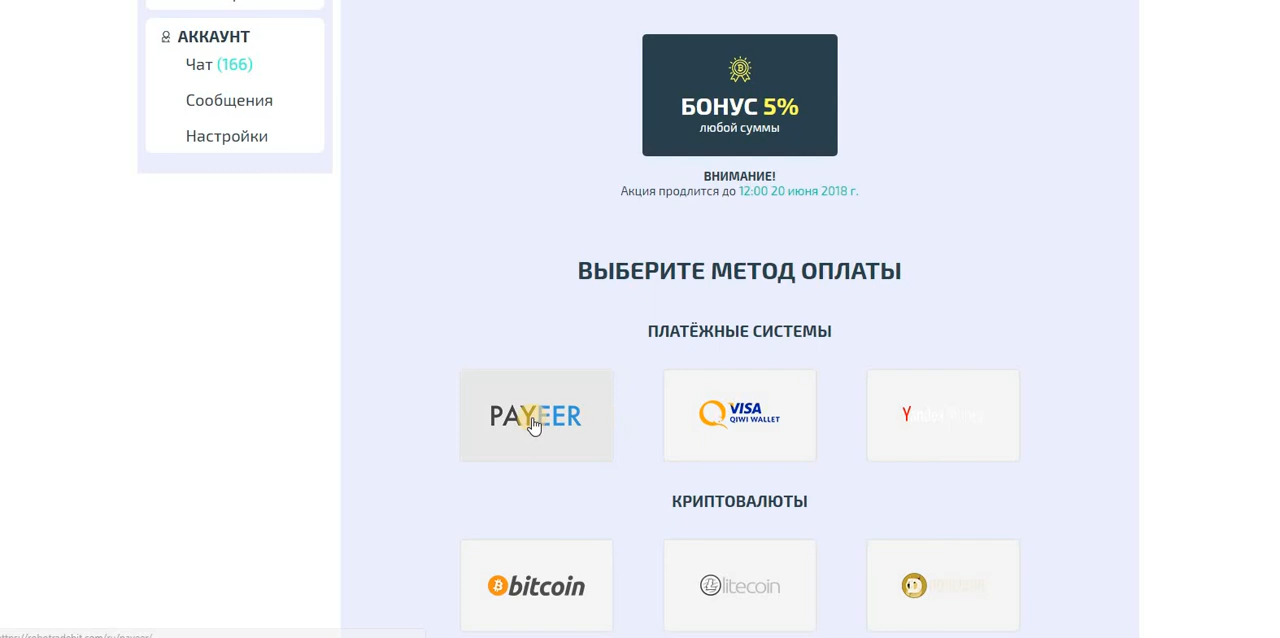 АККАУНТ
Чат (166)
Сообщения
Настройки
БОНУС 5%
любой суммы
ВНИМАНИЕ!
Акция продлится до 12:00 20 июня 2018 г.
ВЫБЕРИТЕ МЕТОД ОПЛАТЫ
ПЛАТЁЖНЫЕ СИСТЕМЫ
PAYEER
VISA
QIWI WALLET
Yandex
КРИПТОВАЛЮТЫ
bitcoin
litecoin